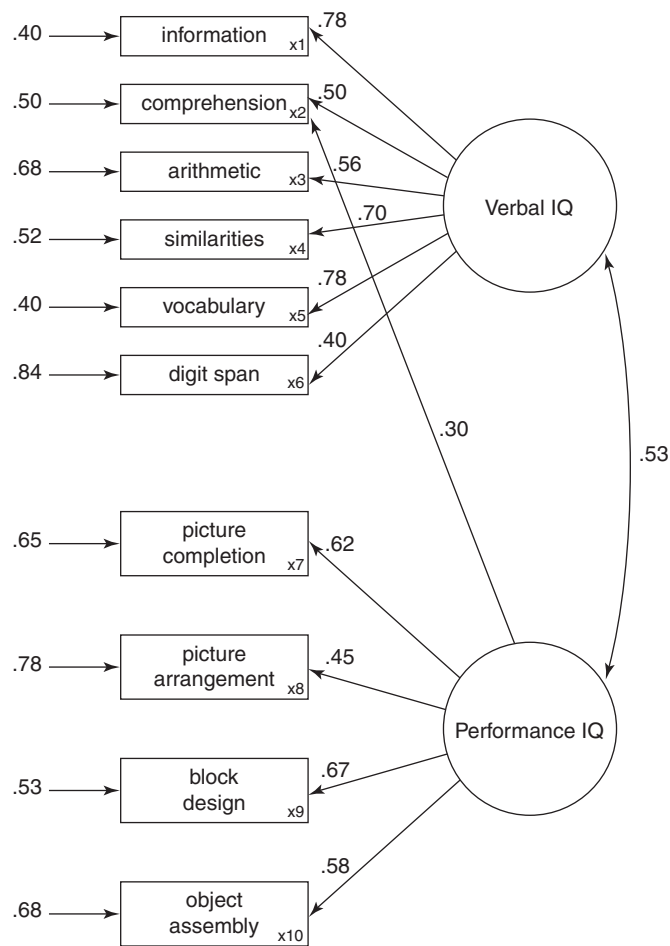 .40 information x1 .78
.50 comprehension x2 .50
.68 arithmetic x3 .56
.52 similarities x4 .70
Verbal IQ
.40 vocabulary x5 .78
.84 digit span x6 .40
.30
.53
.65 picture
completion x7 .62
.78 picture
arrangement x8 .45
Performance IQ
.53 block
design x9 .67
.68 object
assembly x10 .58